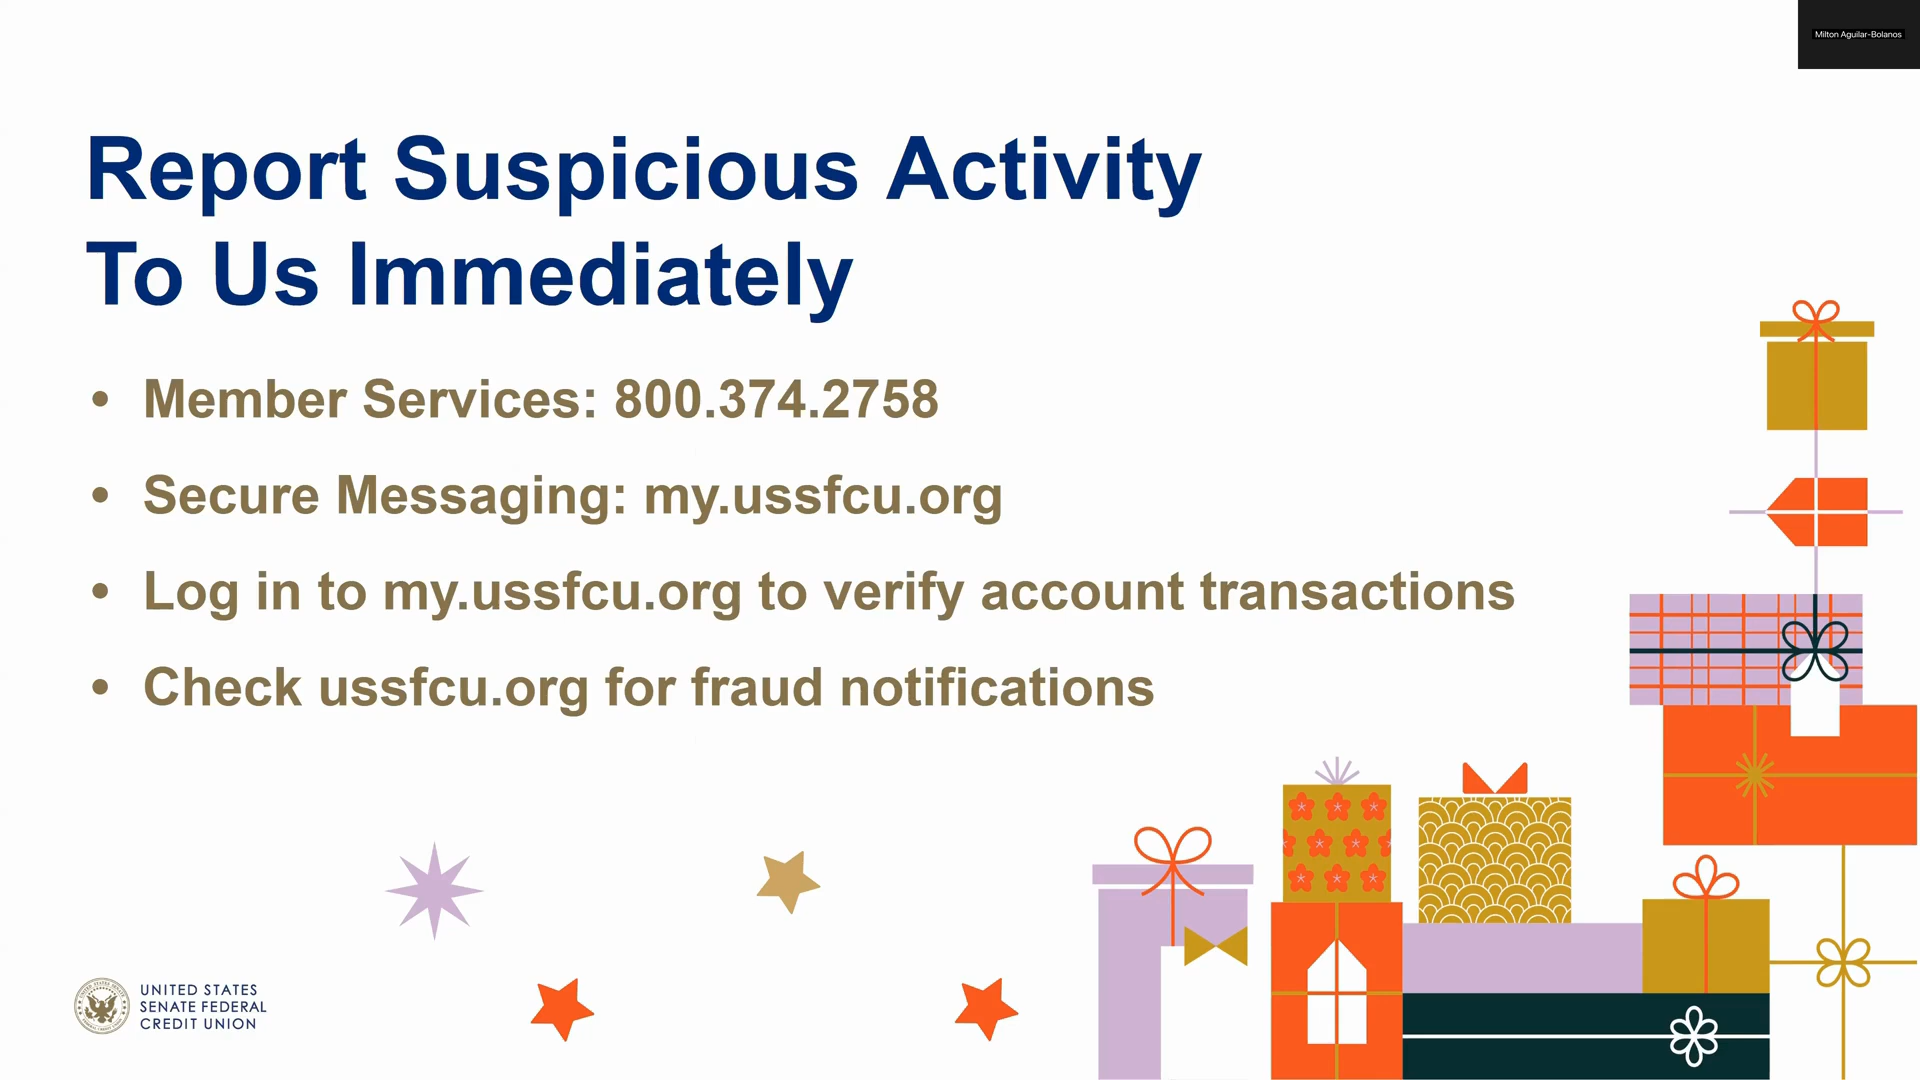 Milton Aguilar-Bolanos
Report Suspicious Activity
To Us Immediately
• Member Services: 800.374.2758
• Secure Messaging: my.ussfcu.org
• Log in to my.ussfcu.org to verify account transactions
• Check ussfcu.org for fraud notifications
UNITED STATES
SENATE FEDERAL
CREDIT UNION